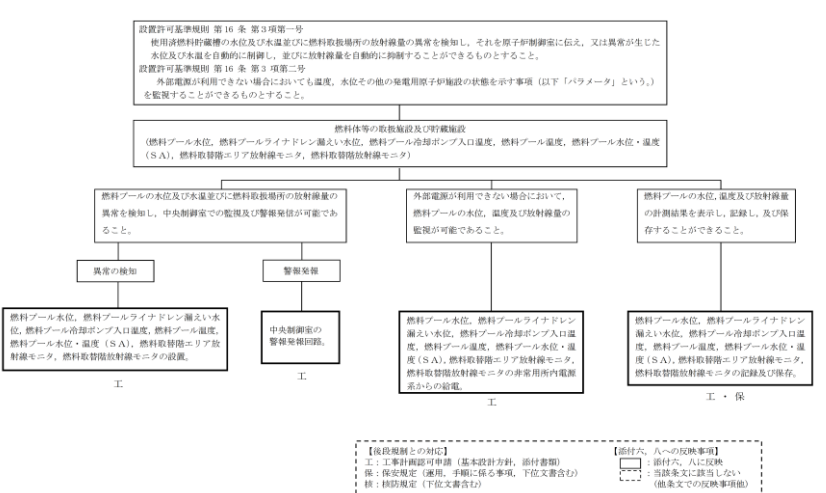 設置許可基準規則 第16条 第3項第一号
使用済燃料貯蔵槽の水位及び水温並びに燃料取扱場所の放射線量の異常を検知し、それを原子炉制御室に伝え、又は異常が生じた
水位及び水温を自動的に制御し、並びに放射線量を自動的に抑制することができるものとすること。
設置許可基準規則 第16条 第3項第二号
外部電源が利用できない場合においても温度、水位その他の発電用原子炉施設の状態を示す事項（以下「パラメータ」という。）
を監視することができるものとすること。
燃料体等の取扱施設及び貯蔵施設
（燃料プール水位，燃料プールライナドレン漏えい水位，燃料プール冷却ポンプ入口温度，燃料プール温度，燃料プール水位・温度
（SA），燃料取替階エリア放射線モニタ，燃料取替階放射線モニタ）
燃料プールの水位及び水温並びに燃料取扱場所の放射線量の
異常を検知し，中央制御室での監視及び警報発信が可能であ
ること。
外部電源が利用できない場合において，
燃料プールの水位，温度及び放射線量の
監視が可能であること。
燃料プールの水位，温度及び放射線量
の計測結果を表示し，記録し，及び保
存することができること。
異常の検知
警報発報
燃料プール水位，燃料プールライナドレン漏えい水
位，燃料プール冷却ポンプ入口温度，燃料プール温度，
燃料プール水位・温度（SA），燃料取替階エリア放
射線モニタ，燃料取替階放射線モニタの設置。
工
中央制御室の
警報発報回路。
工
燃料プール水位，燃料プールライナドレン
漏えい水位，燃料プール冷却ポンプ入口温
度，燃料プール温度，燃料プール水位・温
度（SA），燃料取替階エリア放射線モニタ，
燃料取替階放射線モニタの非常用所内電源
系からの給電。
工
燃料プール水位，燃料プールライナドレン
漏えい水位，燃料プール冷却ポンプ入口温
度，燃料プール温度，燃料プール水位・温
度（SA），燃料取替階エリア放射線モニタ，
燃料取替階放射線モニタの記録及び保存。
工・保
【後段規制との対応】
工：工事計画認可申請（基本設計方針，添付書類）
保：保安規定（運用，手順に係る事項，下位文書含む）
核：核防規定（下位文書含む）
【添付六，八への反映事項】
：添付六，八に反映
：当該条文に該当しない
（他条文での反映事項他）